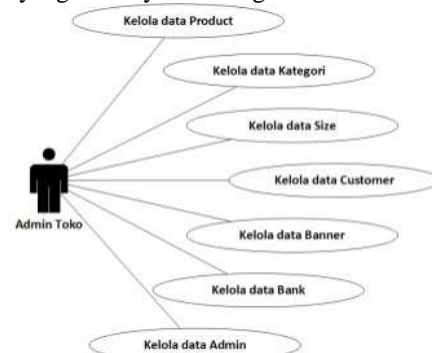 Kelola data Product
Kelola data Kategori
Kelola data Size
Kelola data Customer
Admin Toko
Kelola data Banner
Kelola data Bank
Kelola data Admin